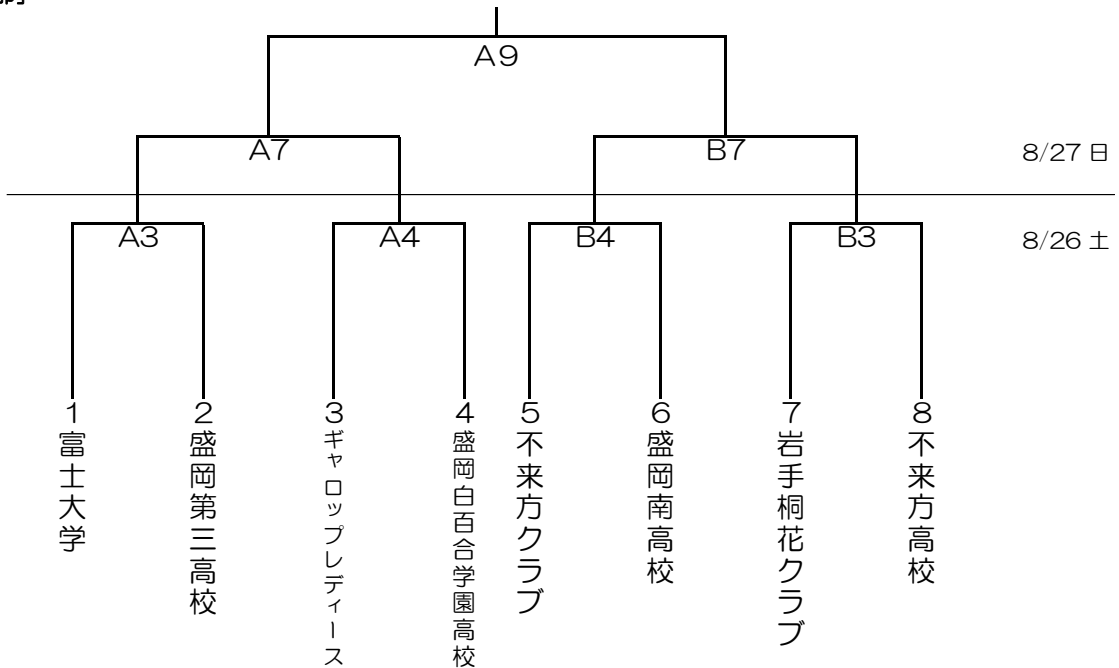 A9
A7
B7
8/27 日
A3
A4
B4
B3
8/26 土
1 富士大学
2 盛岡第三高校
3 ギャロップレディース
4 盛岡白百合学園高校
5 不来方クラブ
6 盛岡南高校
7 岩手桐花クラブ
8 不来方高校